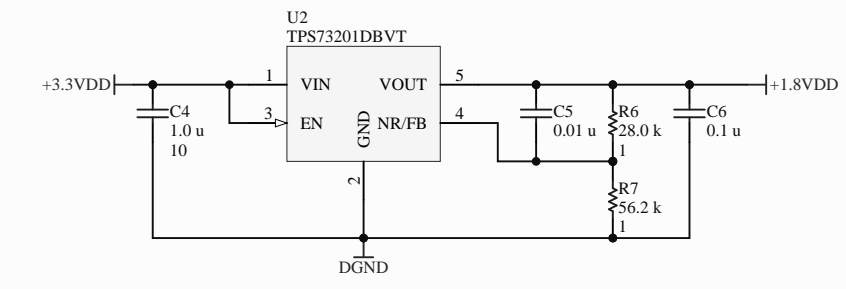 U2
TPS73201DBVT
+3.3VDD
1
VIN
VOUT
5
+1.8VDD
C4
1.0 u
10
3
EN
GND
NR/FB
4
C5
0.01 u
R6
28.0 k
1
C6
0.1 u
2
R7
56.2 k
1
DGND